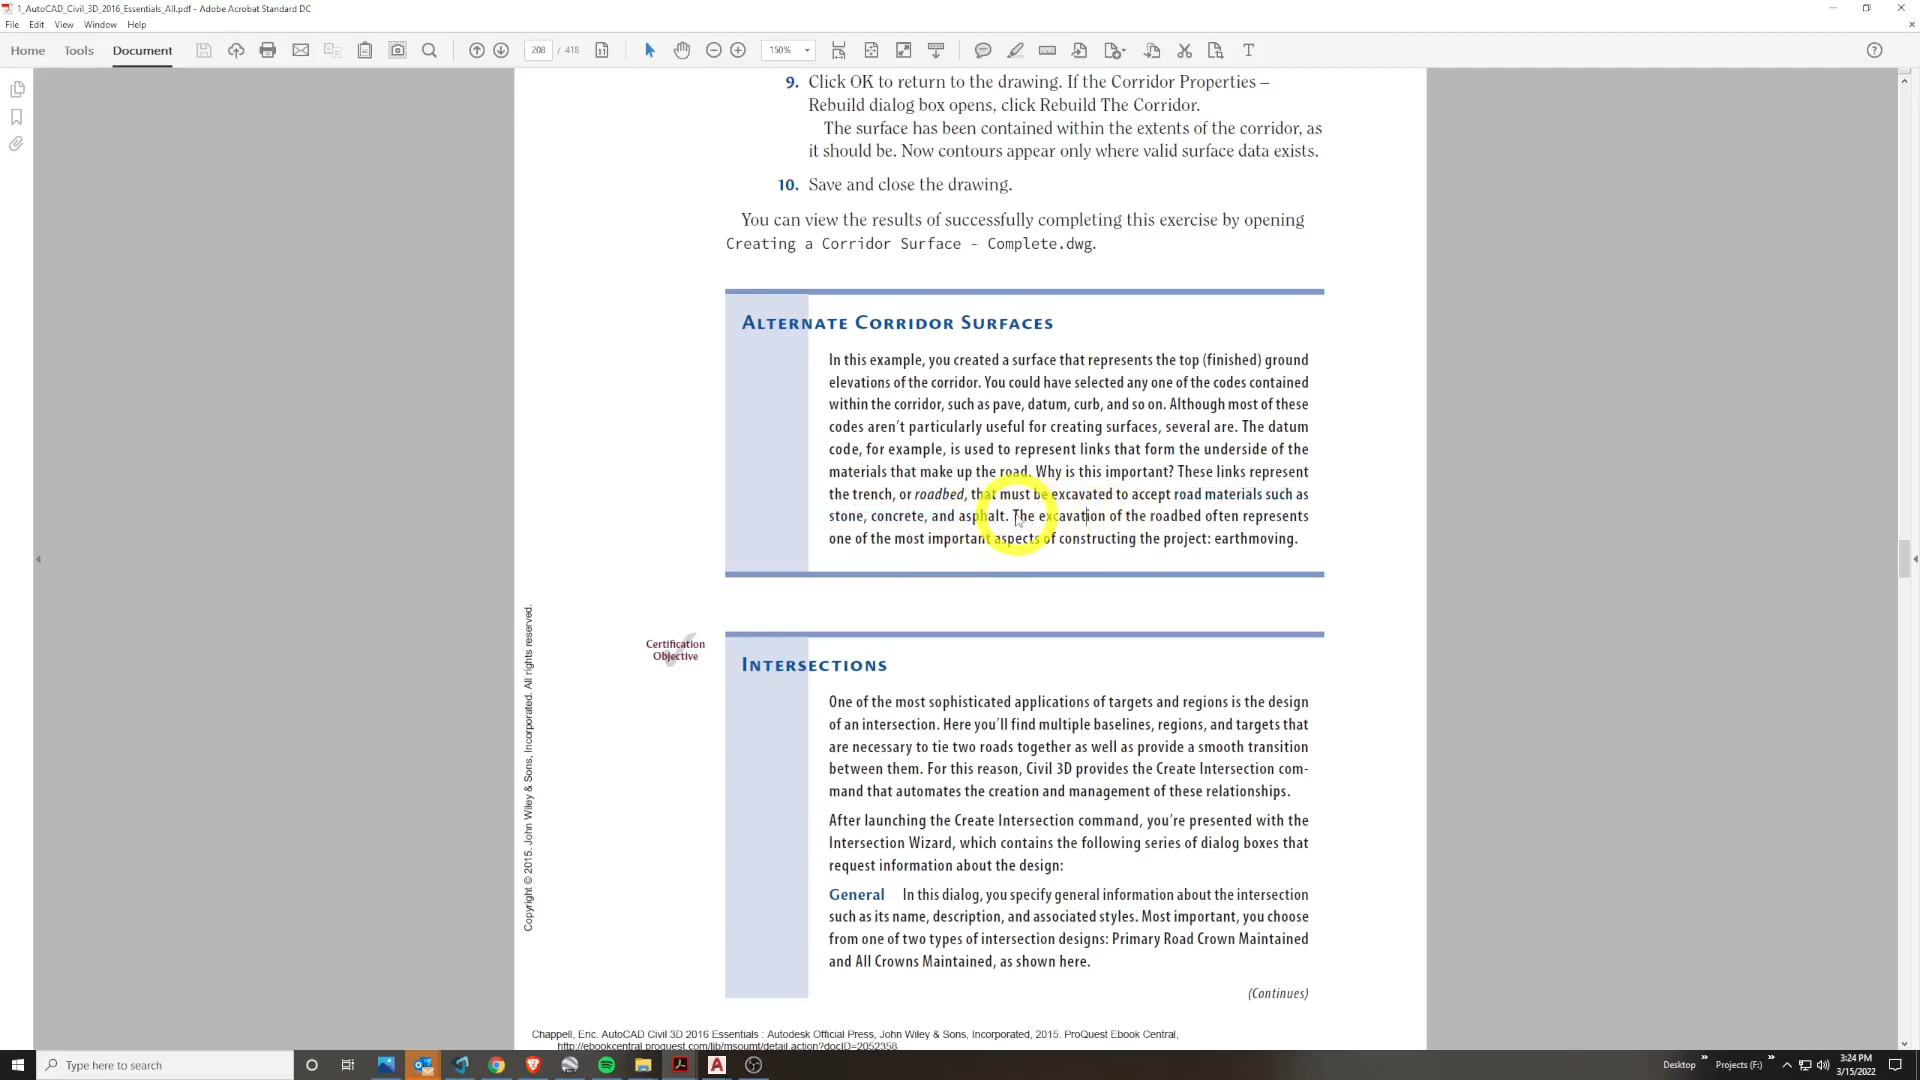 1_AutoCAD_Civil_3D_2016_Essentials_All.pdf - Adobe Acrobat Standard DC
File Edit View Window Help
Home Tools Document 208 / 418 150%
9. Click OK to return to the drawing. If the Corridor Properties –
Rebuild dialog box opens, click Rebuild The Corridor.
The surface has been contained within the extents of the corridor, as
it should be. Now contours appear only where valid surface data exists.
10. Save and close the drawing.
You can view the results of successfully completing this exercise by opening
Creating a Corridor Surface - Complete.dwg.
Alternate Corridor Surfaces
In this example, you created a surface that represents the top (finished) ground
elevations of the corridor. You could have selected any one of the codes contained
within the corridor, such as pave, datum, curb, and so on. Although most of these
codes aren't particularly useful for creating surfaces, several are. The datum
code, for example, is used to represent links that form the underside of the
materials that make up the road. Why is this important? These links represent
the trench, or roadbed, that must be excavated to accept road materials such as
stone, concrete, and asphalt. The excavation of the roadbed often represents
one of the most important aspects of constructing the project: earthmoving.
Certification
Objective
Intersections
One of the most sophisticated applications of targets and regions is the design
of an intersection. Here you'll find multiple baselines, regions, and targets that
are necessary to tie two roads together as well as provide a smooth transition
between them. For this reason, Civil 3D provides the Create Intersection com-
mand that automates the creation and management of these relationships.
After launching the Create Intersection command, you're presented with the
Intersection Wizard, which contains the following series of dialog boxes that
request information about the design:
General In this dialog, you specify general information about the intersection
such as its name, description, and associated styles. Most important, you choose
from one of two types of intersection designs: Primary Road Crown Maintained
and All Crowns Maintained, as shown here.
(Continues)
Copyright © 2015. John Wiley & Sons, Incorporated. All rights reserved.
Chappell, Eric. AutoCAD Civil 3D 2016 Essentials : Autodesk Official Press, John Wiley & Sons, Incorporated, 2015. ProQuest Ebook Central,
http://ebookcentral.proquest.com/lib/msoumt/detail.action?docID=2052358.
Type here to search
Desktop
Projects (F:)
3:24 PM
3/15/2022